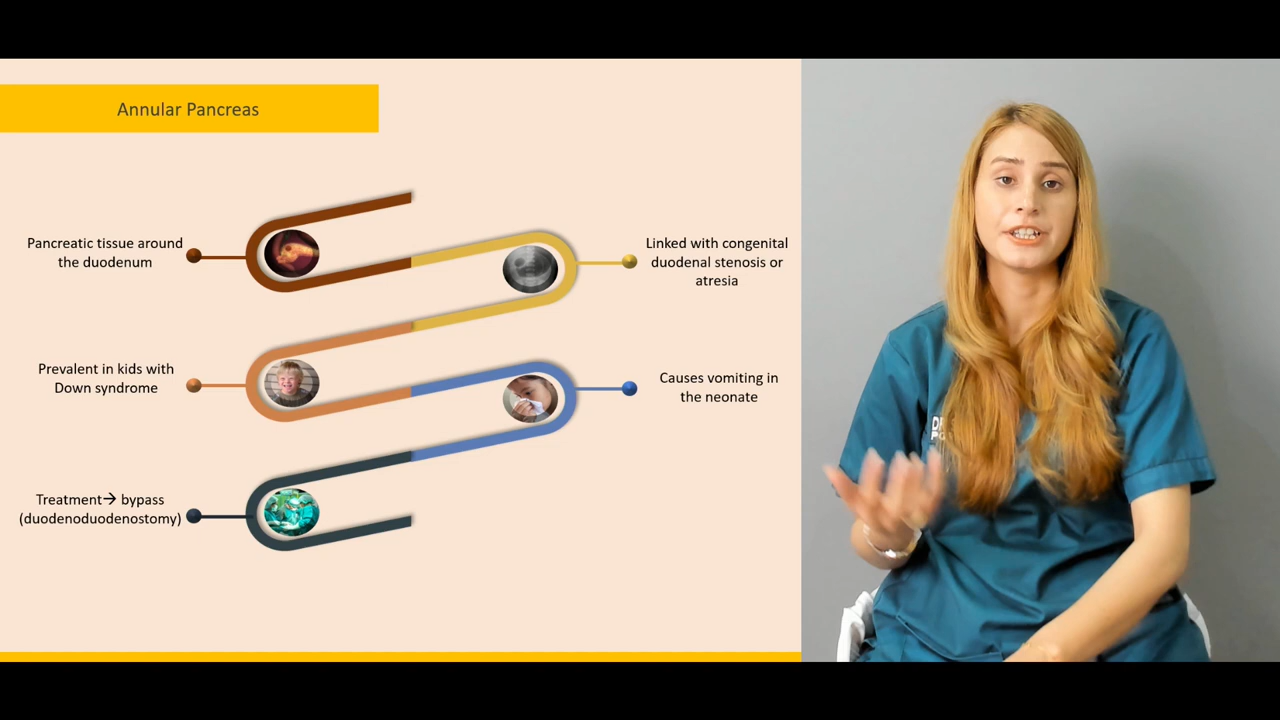 Annular Pancreas
Pancreatic tissue around
the duodenum
Linked with congenital
duodenal stenosis or
atresia
Prevalent in kids with
Down syndrome
Causes vomiting in
the neonate
Treatment→ bypass
(duodenoduodenostomy)